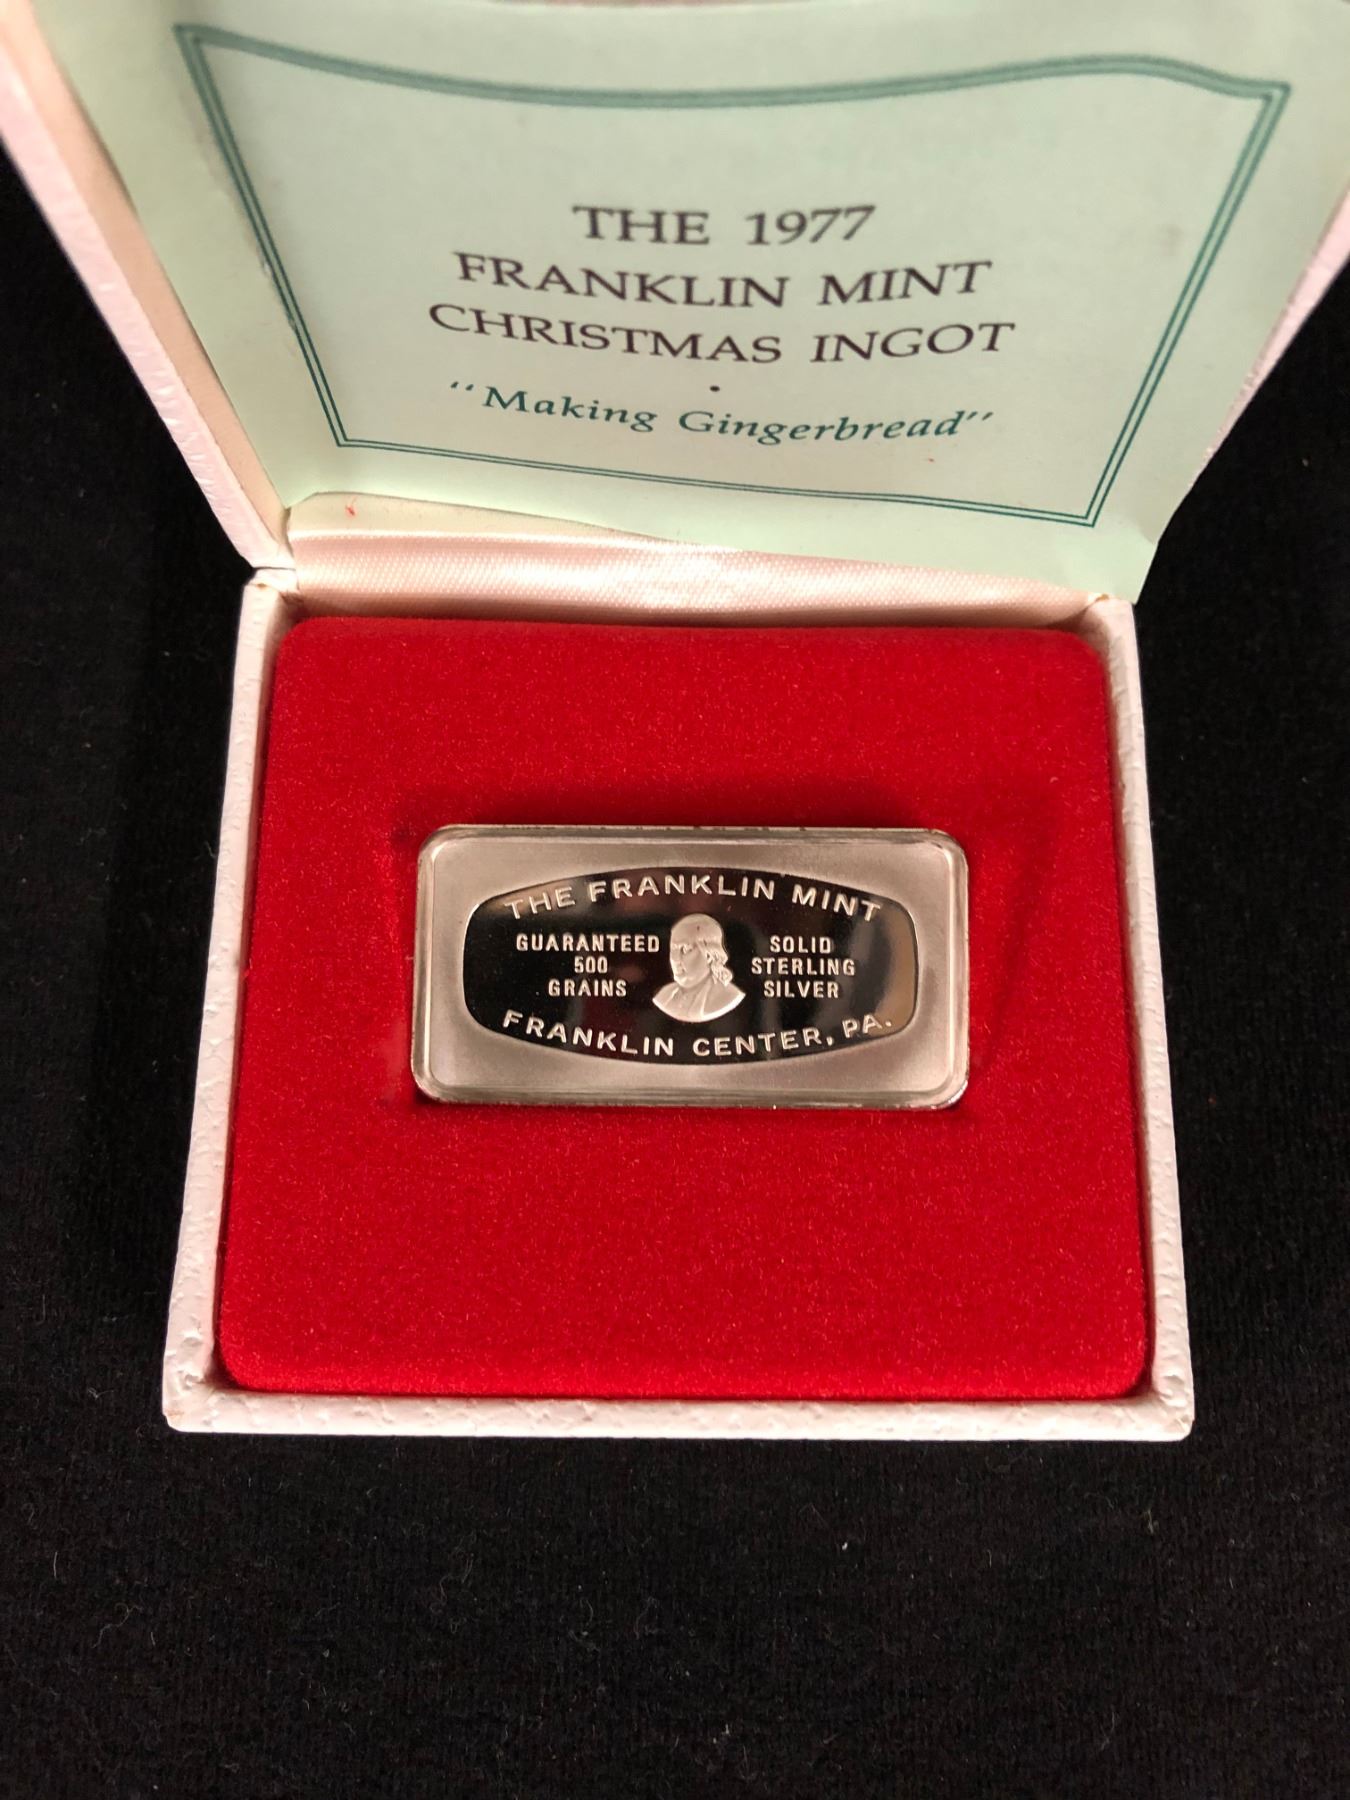 THE 1977
FRANKLIN MINT
CHRISTMAS INGOT
“Making Gingerbread”
THE FRANKLIN MINT
GUARANTEED
500
GRAINS
SOLID
STERLING
SILVER
FRANKLIN CENTER, PA.